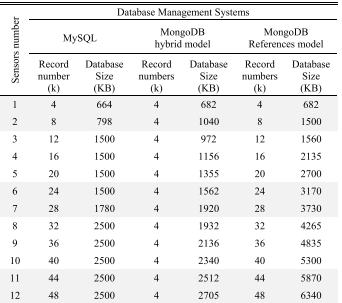 Sensors number
Database Management Systems
MySQL
MongoDB
hybrid model
MongoDB
References model
Record
number
(k)
Database
Size
(KB)
Record
numbers
(k)
Database
Size
(KB)
Record
numbers
(k)
Database
Size
(KB)
1 4 664 4 682 4 682
2 8 798 4 1040 8 1500
3 12 1500 4 972 12 1560
4 16 1500 4 1156 16 2135
5 20 1500 4 1355 20 2700
6 24 1500 4 1562 24 3170
7 28 1780 4 1920 28 3730
8 32 2500 4 1932 32 4265
9 36 2500 4 2136 36 4835
10 40 2500 4 2340 40 5300
11 44 2500 4 2512 44 5870
12 48 2500 4 2705 48 6340